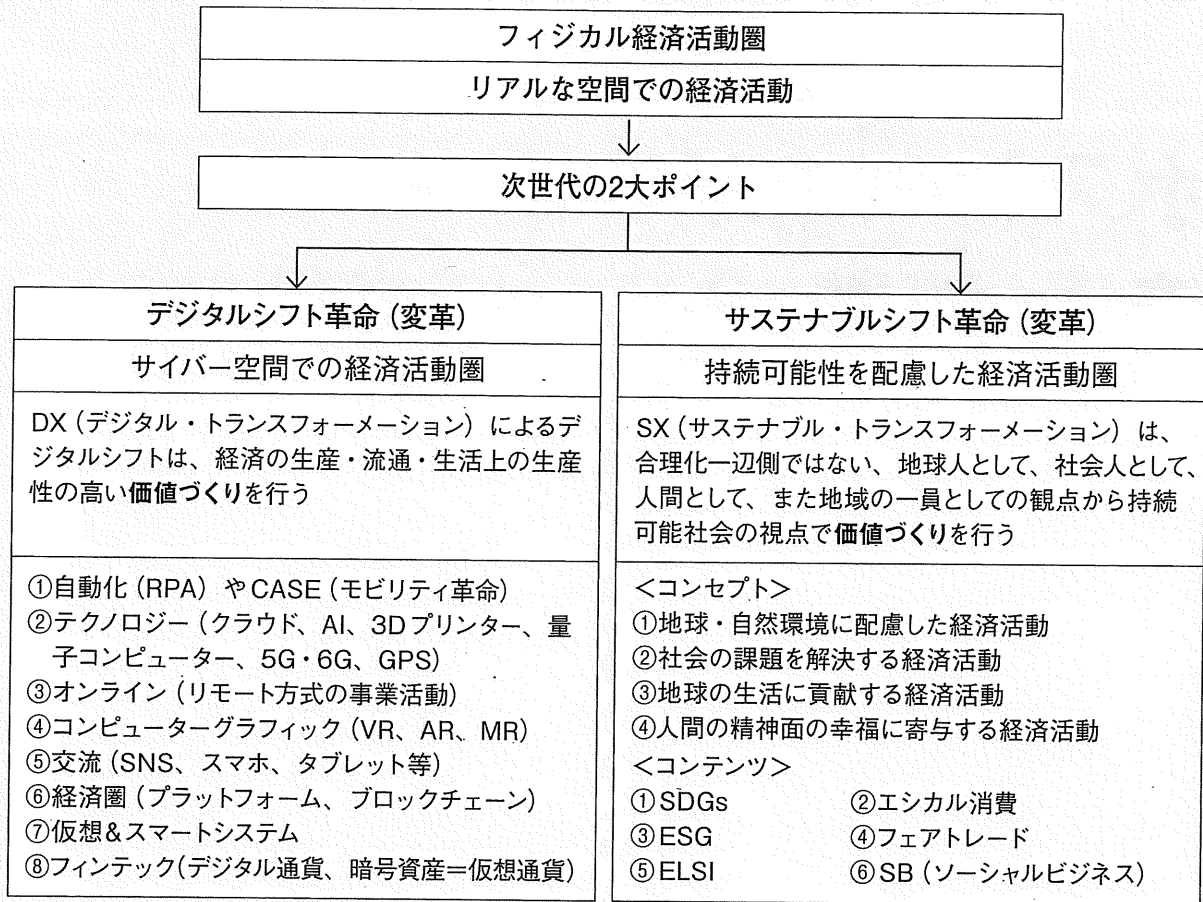 フィジカル経済活動圏
リアルな空間での経済活動
次世代の2大ポイント
デジタルシフト革命（変革）
サイバー空間での経済活動圏
DX（デジタル・トランスフォーメーション）によるデ
ジタルシフトは、経済の生産・流通・生活上の生産
性の高い価値づくりを行う
①自動化（RPA）やCASE（モビリティ革命）
②テクノロジー（クラウド、AI、3Dプリンター、量
子コンピューター、5G・6G、GPS）
③オンライン（リモート方式の事業活動）
④コンピューターグラフィック（VR、AR、MR）
⑤交流（SNS、スマホ、タブレット等）
⑥経済圏（プラットフォーム、ブロックチェーン）
⑦仮想＆スマートシステム
⑧フィンテック（デジタル通貨、暗号資産＝仮想通貨）
サステナブルシフト革命（変革）
持続可能性を配慮した経済活動圏
SX（サステナブル・トランスフォーメーション）は、
合理化一辺側ではない、地球人として、社会人として、
人間として、また地域の一員としての観点から持続
可能社会の視点で価値づくりを行う
＜コンセプト＞
①地球・自然環境に配慮した経済活動
②社会の課題を解決する経済活動
③地球の生活に貢献する経済活動
④人間の精神面の幸福に寄与する経済活動
＜コンテンツ＞
①SDGs ②エシカル消費
③ESG ④フェアトレード
⑤ELSI ⑥SB（ソーシャルビジネス）